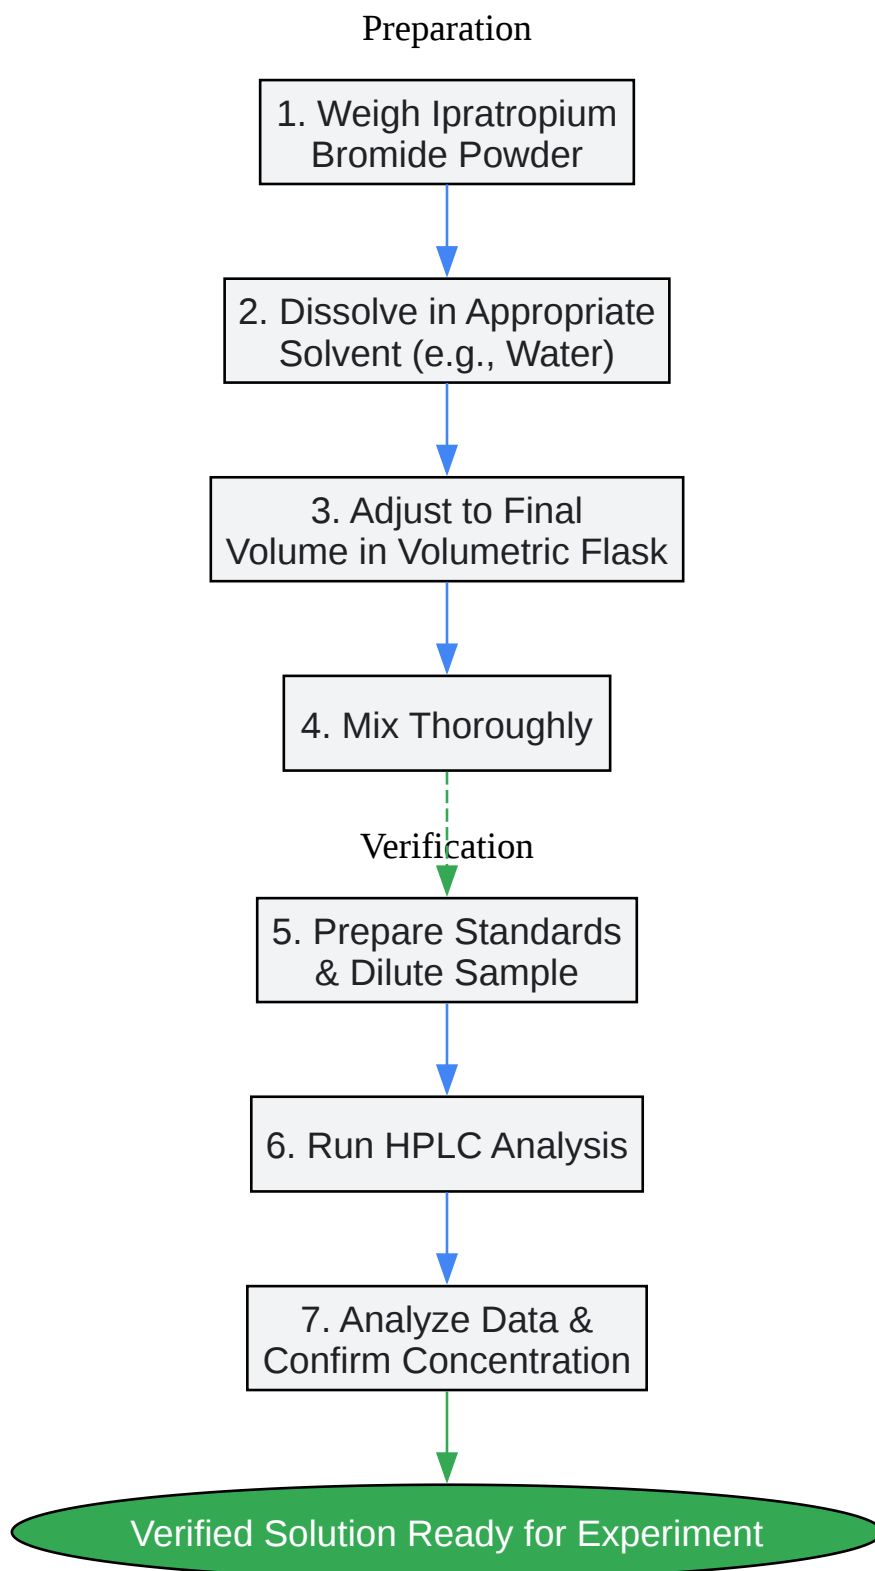 Preparation
1. Weigh Ipratropium
Bromide Powder
2. Dissolve in Appropriate
Solvent (e.g., Water)
3. Adjust to Final
Volume in Volumetric Flask
4. Mix Thoroughly
Verification
5. Prepare Standards
& Dilute Sample
6. Run HPLC Analysis
7. Analyze Data &
Confirm Concentration
Verified Solution Ready for Experiment